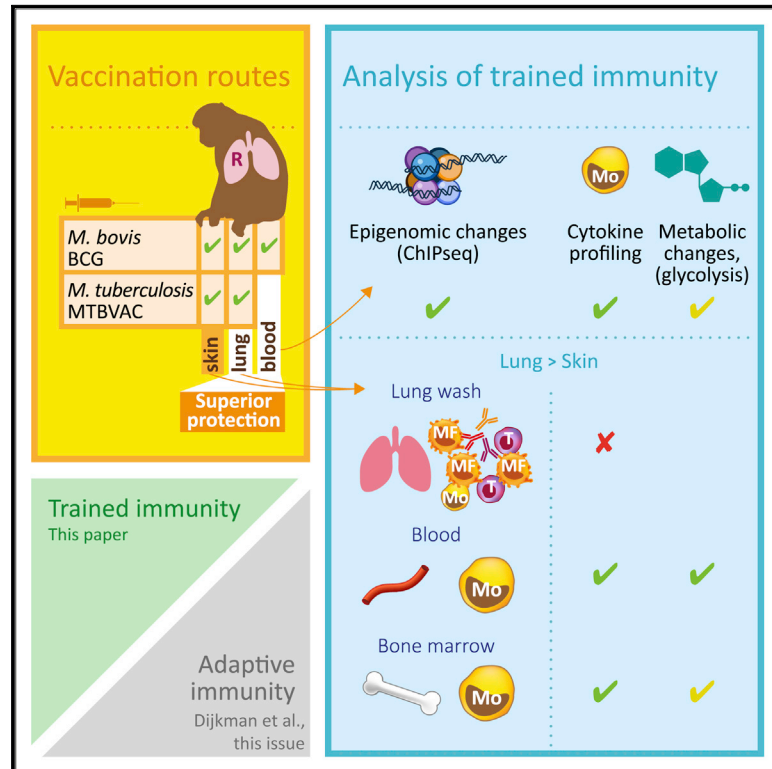 Vaccination routes
R
M. bovis
BCG
M. tuberculosis
MTBVAC
skin
lung
blood
Superior
protection
Trained immunity
This paper
Adaptive
immunity
Dijkman et al.,
this issue
Analysis of trained immunity
Mo
Epigenomic changes
(ChIPseq)
Cytokine
profiling
Metabolic
changes,
(glycolysis)
Lung > Skin
Lung wash
MF
T
MF
MF
Mo
T
Blood
Mo
Bone marrow
Mo